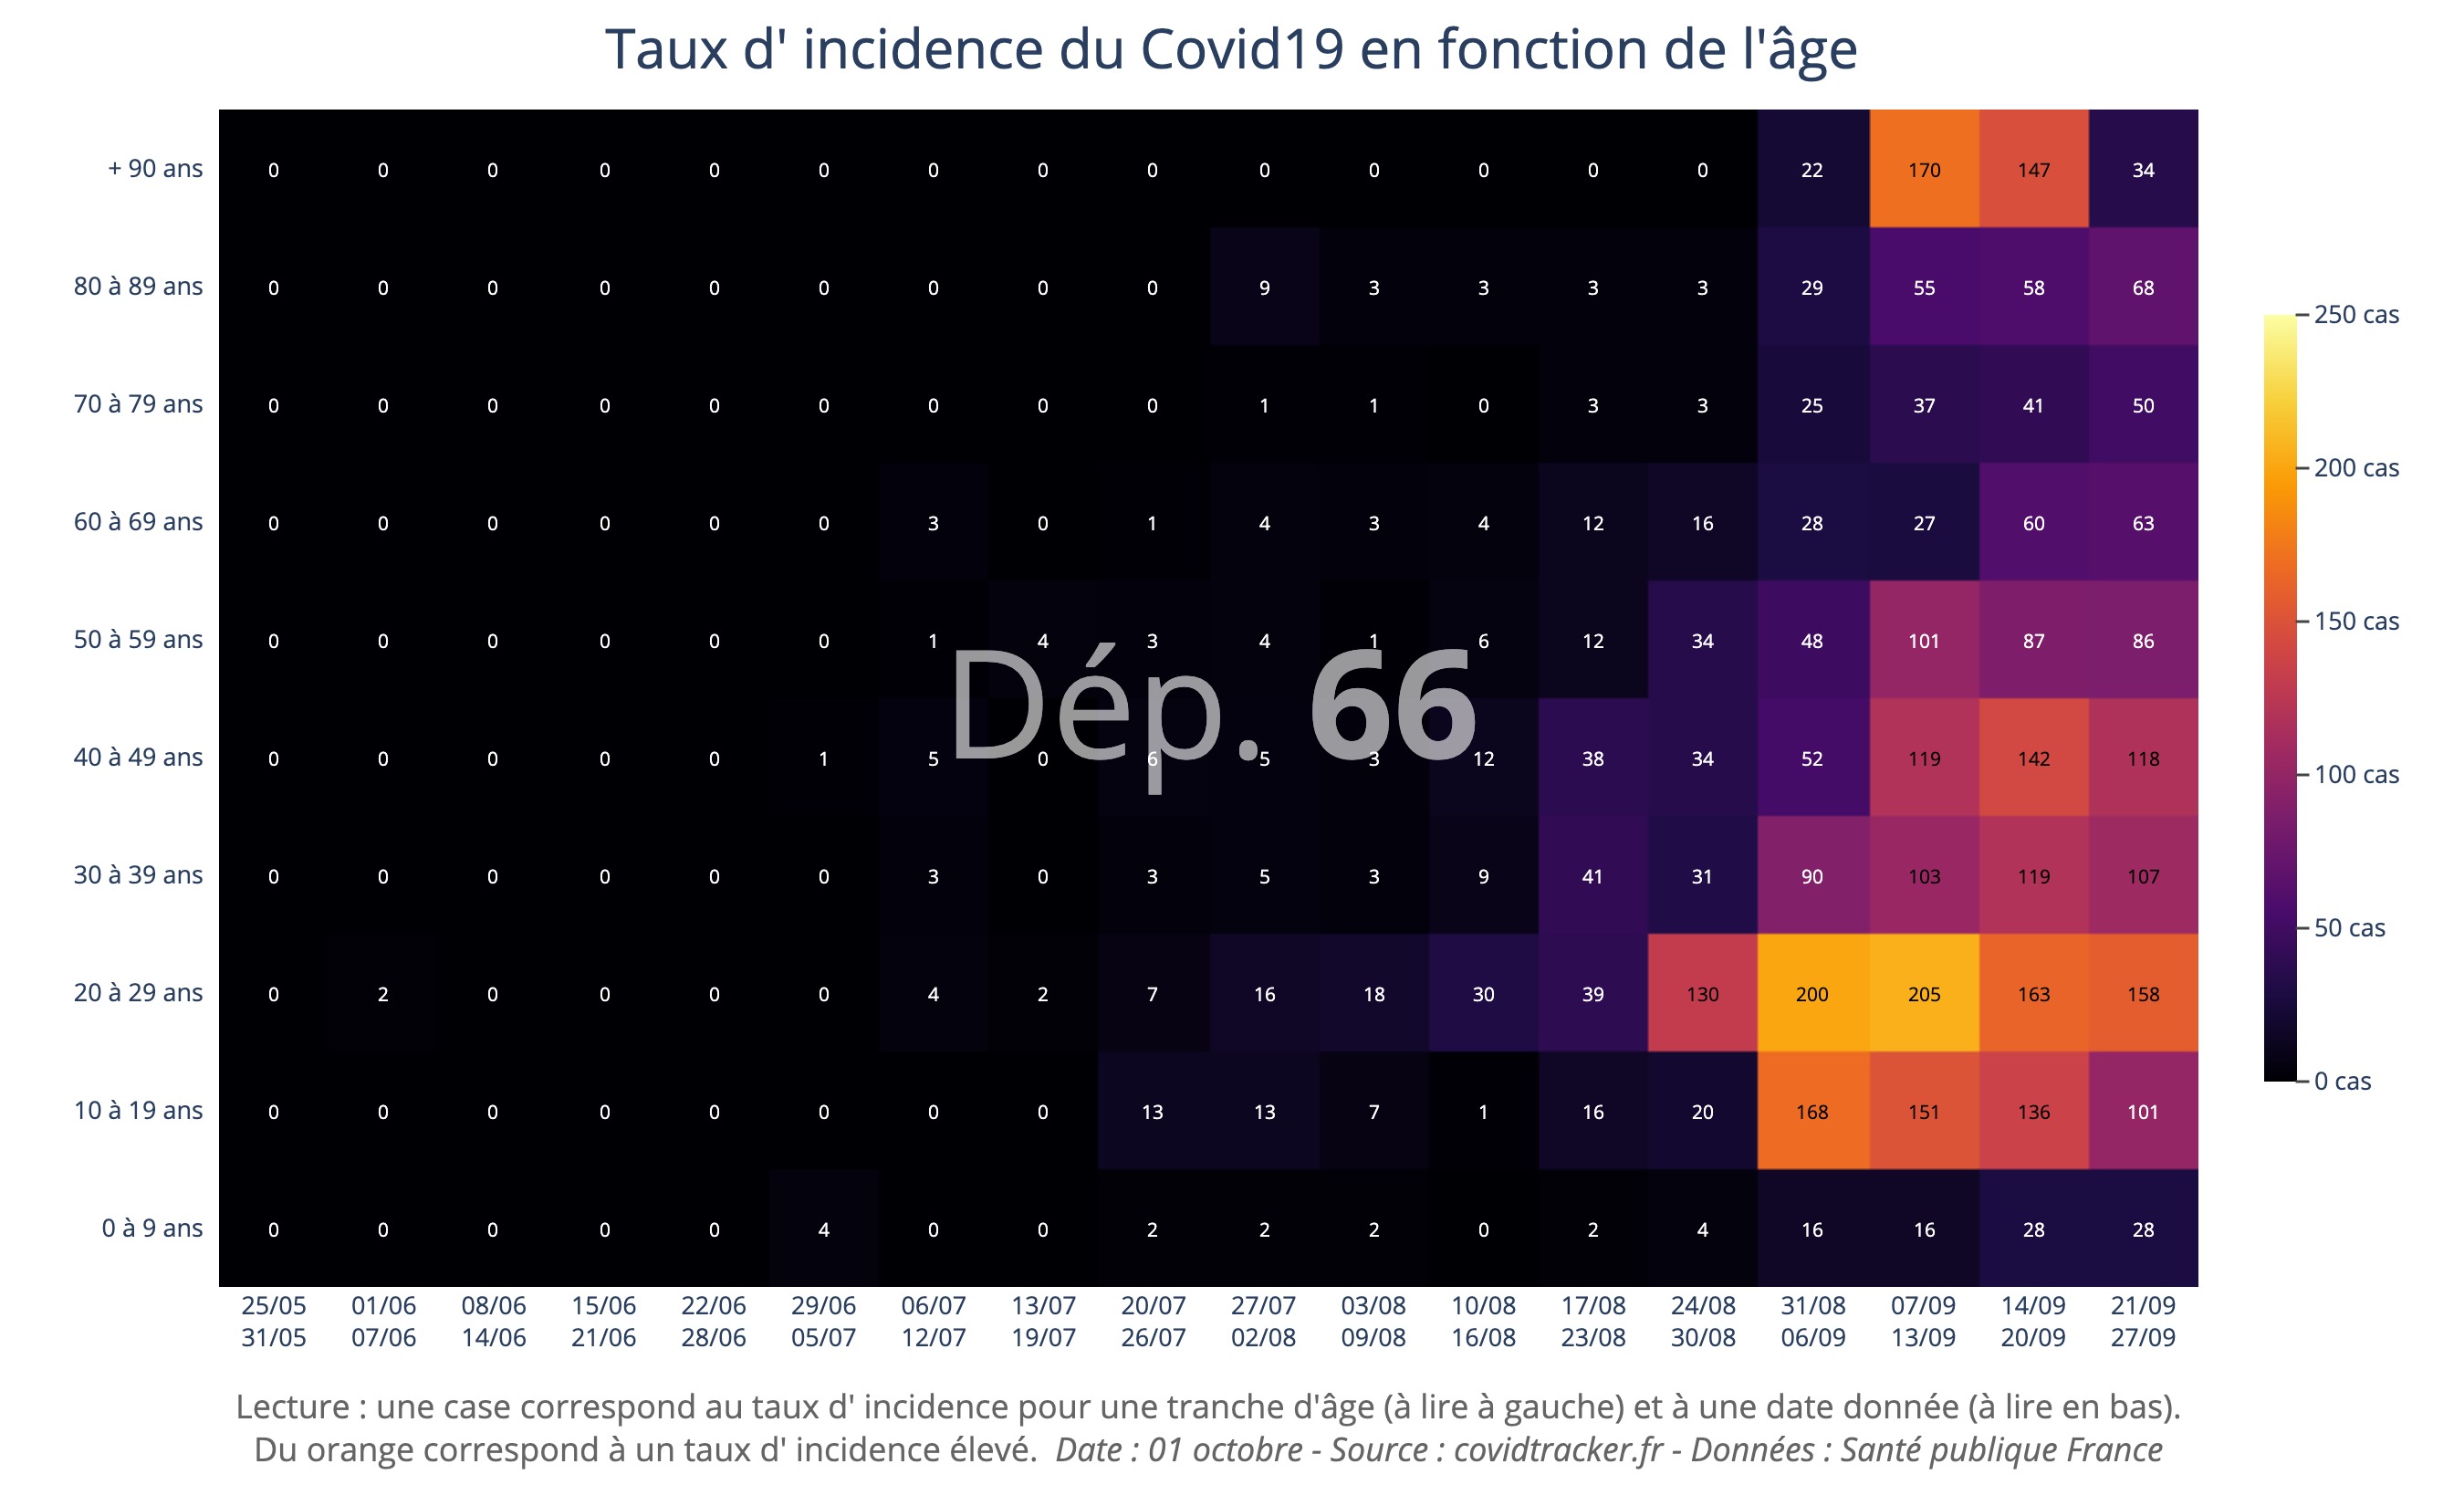 Taux d' incidence du Covid19 en fonction de l'âge
+ 90 ans 0 0 0 0 0 0 0 0 0 0 0 0 0 0 22 170 147 34
80 à 89 ans 0 0 0 0 0 0 0 0 0 9 3 3 3 3 29 55 58 68
250 cas
70 à 79 ans 0 0 0 0 0 0 0 0 0 1 1 0 3 3 25 37 41 50
200 cas
60 à 69 ans 0 0 0 0 0 0 3 0 1 4 3 4 12 16 28 27 60 63
150 cas
50 à 59 ans 0 0 0 0 0 0 1 4 3 4 1 6 12 34 48 101 87 86
Dép. 66
40 à 49 ans 0 0 0 0 0 1 5 0 6 5 3 12 38 34 52 119 142 118
100 cas
30 à 39 ans 0 0 0 0 0 0 3 0 3 5 3 9 41 31 90 103 119 107
50 cas
20 à 29 ans 0 2 0 0 0 0 4 2 7 16 18 30 39 130 200 205 163 158
0 cas
10 à 19 ans 0 0 0 0 0 0 0 0 13 13 7 1 16 20 168 151 136 101
0 à 9 ans 0 0 0 0 0 4 0 0 2 2 2 0 2 4 16 16 28 28
25/05 01/06 08/06 15/06 22/06 29/06 06/07 13/07 20/07 27/07 03/08 10/08 17/08 24/08 31/08 07/09 14/09 21/09
31/05 07/06 14/06 21/06 28/06 05/07 12/07 19/07 26/07 02/08 09/08 16/08 23/08 30/08 06/09 13/09 20/09 27/09
Lecture : une case correspond au taux d' incidence pour une tranche d'âge (à lire à gauche) et à une date donnée (à lire en bas).
Du orange correspond à un taux d' incidence élevé. Date : 01 octobre - Source : covidtracker.fr - Données : Santé publique France